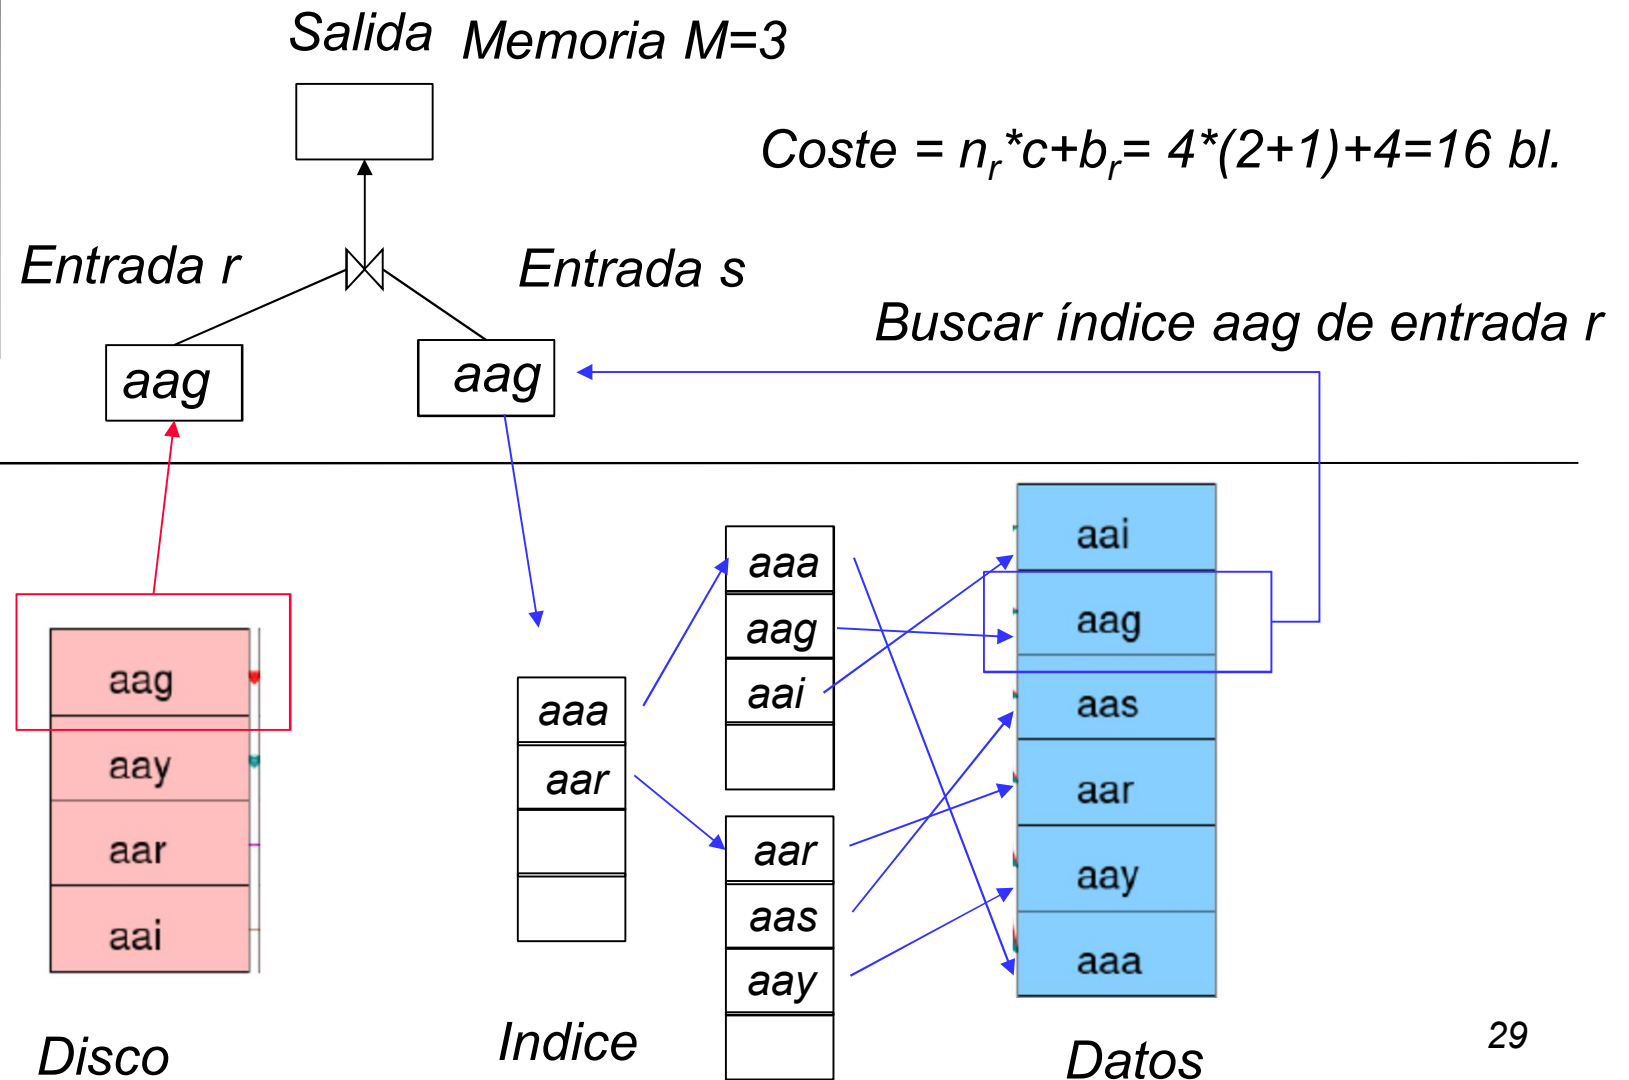 Salida Memoria M=3
Coste = nr*c+br= 4*(2+1)+4=16 bl.
Entrada r
Entrada s
Buscar índice aag de entrada r
aag
aag
aag
aay
aar
aai
Disco
aaa
aar
Indice
aaa
aag
aai
aar
aas
aay
aai
aag
aas
aar
aay
aaa
Datos
29